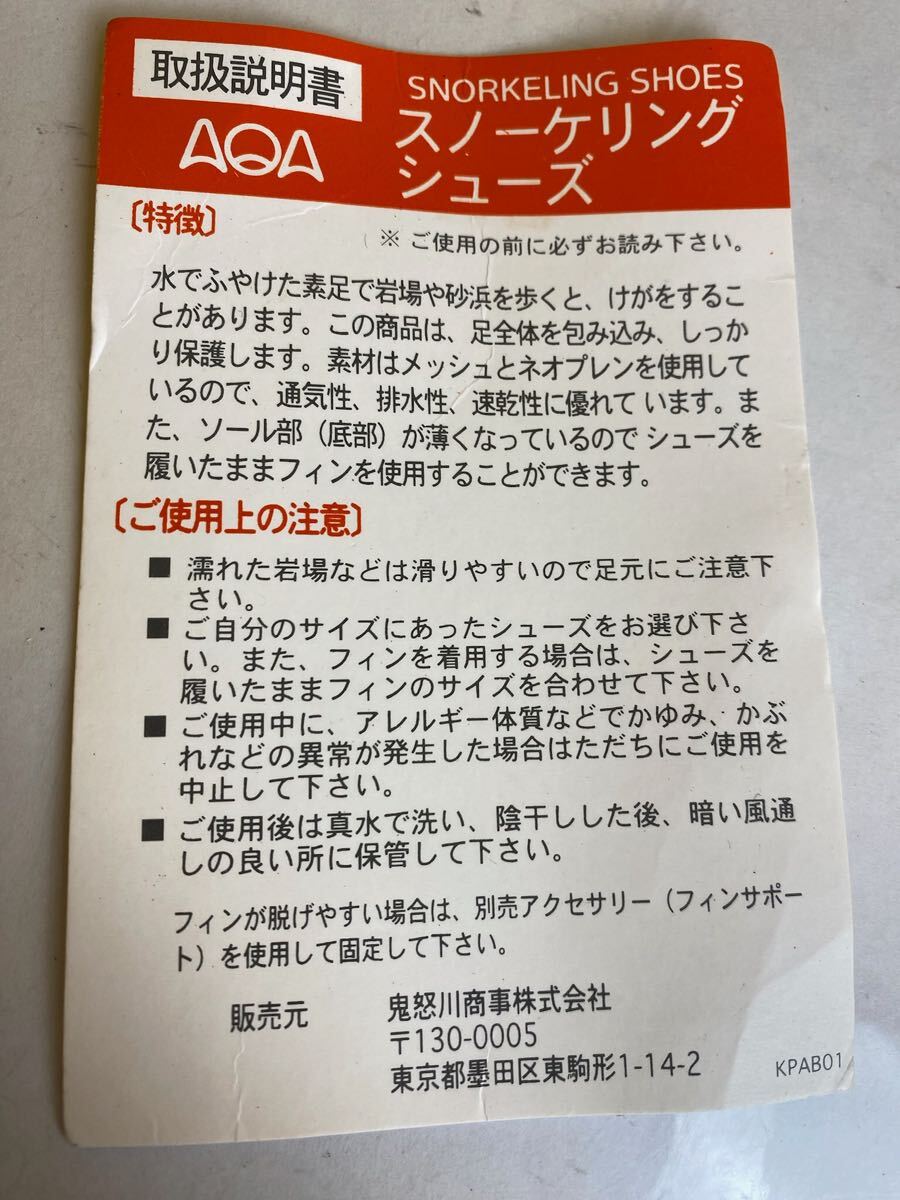 取扱説明書
SNORKELING SHOES
AQA
スノーケリング
シューズ
〔特徴〕
※ ご使用の前に必ずお読み下さい。
水でふやけた素足で岩場や砂浜を歩くと、けがをするこ
とがあります。この商品は、足全体を包み込み、しっか
り保護します。素材はメッシュとネオプレンを使用して
いるので、通気性、排水性、速乾性に優れて います。ま
た、ソール部（底部）が薄くなっているので シューズを
履いたままフィンを使用することができます。
〔ご使用上の注意〕
■ 濡れた岩場などは滑りやすいので足元にご注意下
さい。
■ ご自分のサイズにあったシューズをお選び下さ
い。また、フィンを着用する場合は、シューズを
履いたままフィンのサイズを合わせて下さい。
■ ご使用中に、アレルギー体質などでかゆみ、かぶ
れなどの異常が発生した場合はただちにご使用を
中止して下さい。
■ ご使用後は真水で洗い、陰干しした後、暗い風通
しの良い所に保管して下さい。
フィンが脱げやすい場合は、別売アクセサリー（フィンサポー
ト）を使用して固定して下さい。
販売元 鬼怒川商事株式会社
〒130-0005
東京都墨田区東駒形1-14-2
KPAB01